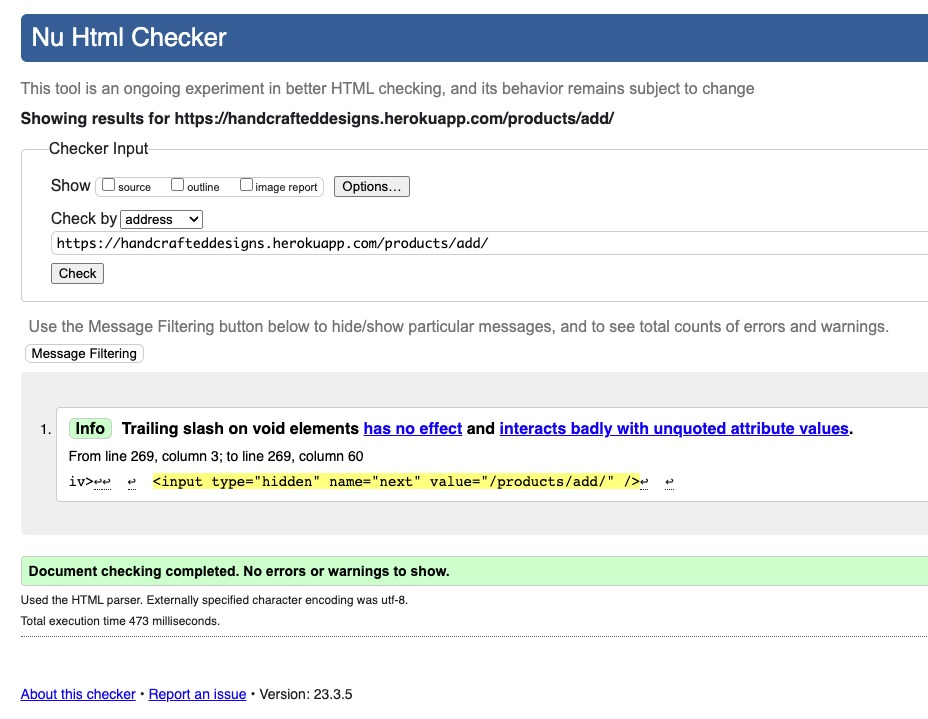 Nu Html Checker
This tool is an ongoing experiment in better HTML checking, and its behavior remains subject to change
Showing results for https://handcrafteddesigns.herokuapp.com/products/add/
Checker Input
Show source outline image report Options...
Check by address
https://handcrafteddesigns.herokuapp.com/products/add/
Check
Use the Message Filtering button below to hide/show particular messages, and to see total counts of errors and warnings.
Message Filtering
1. Info Trailing slash on void elements has no effect and interacts badly with unquoted attribute values.
From line 269, column 3; to line 269, column 60
iv>↩↩ ↩ <input type="hidden" name="next" value="/products/add/" />↩ ↩
Document checking completed. No errors or warnings to show.
Used the HTML parser. Externally specified character encoding was utf-8.
Total execution time 473 milliseconds.
About this checker • Report an issue • Version: 23.3.5